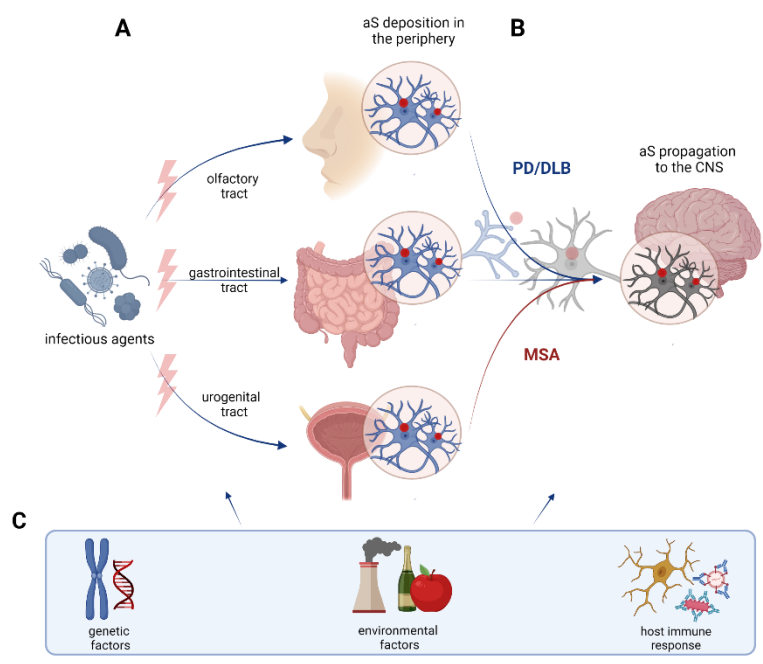 A
aS deposition in
the periphery
B
PD/DLB
aS propagation
to the CNS
olfactory
tract
gastrointestinal
tract
infectious agents
MSA
urogenital
tract
C
genetic
factors
environmental
factors
host immune
response